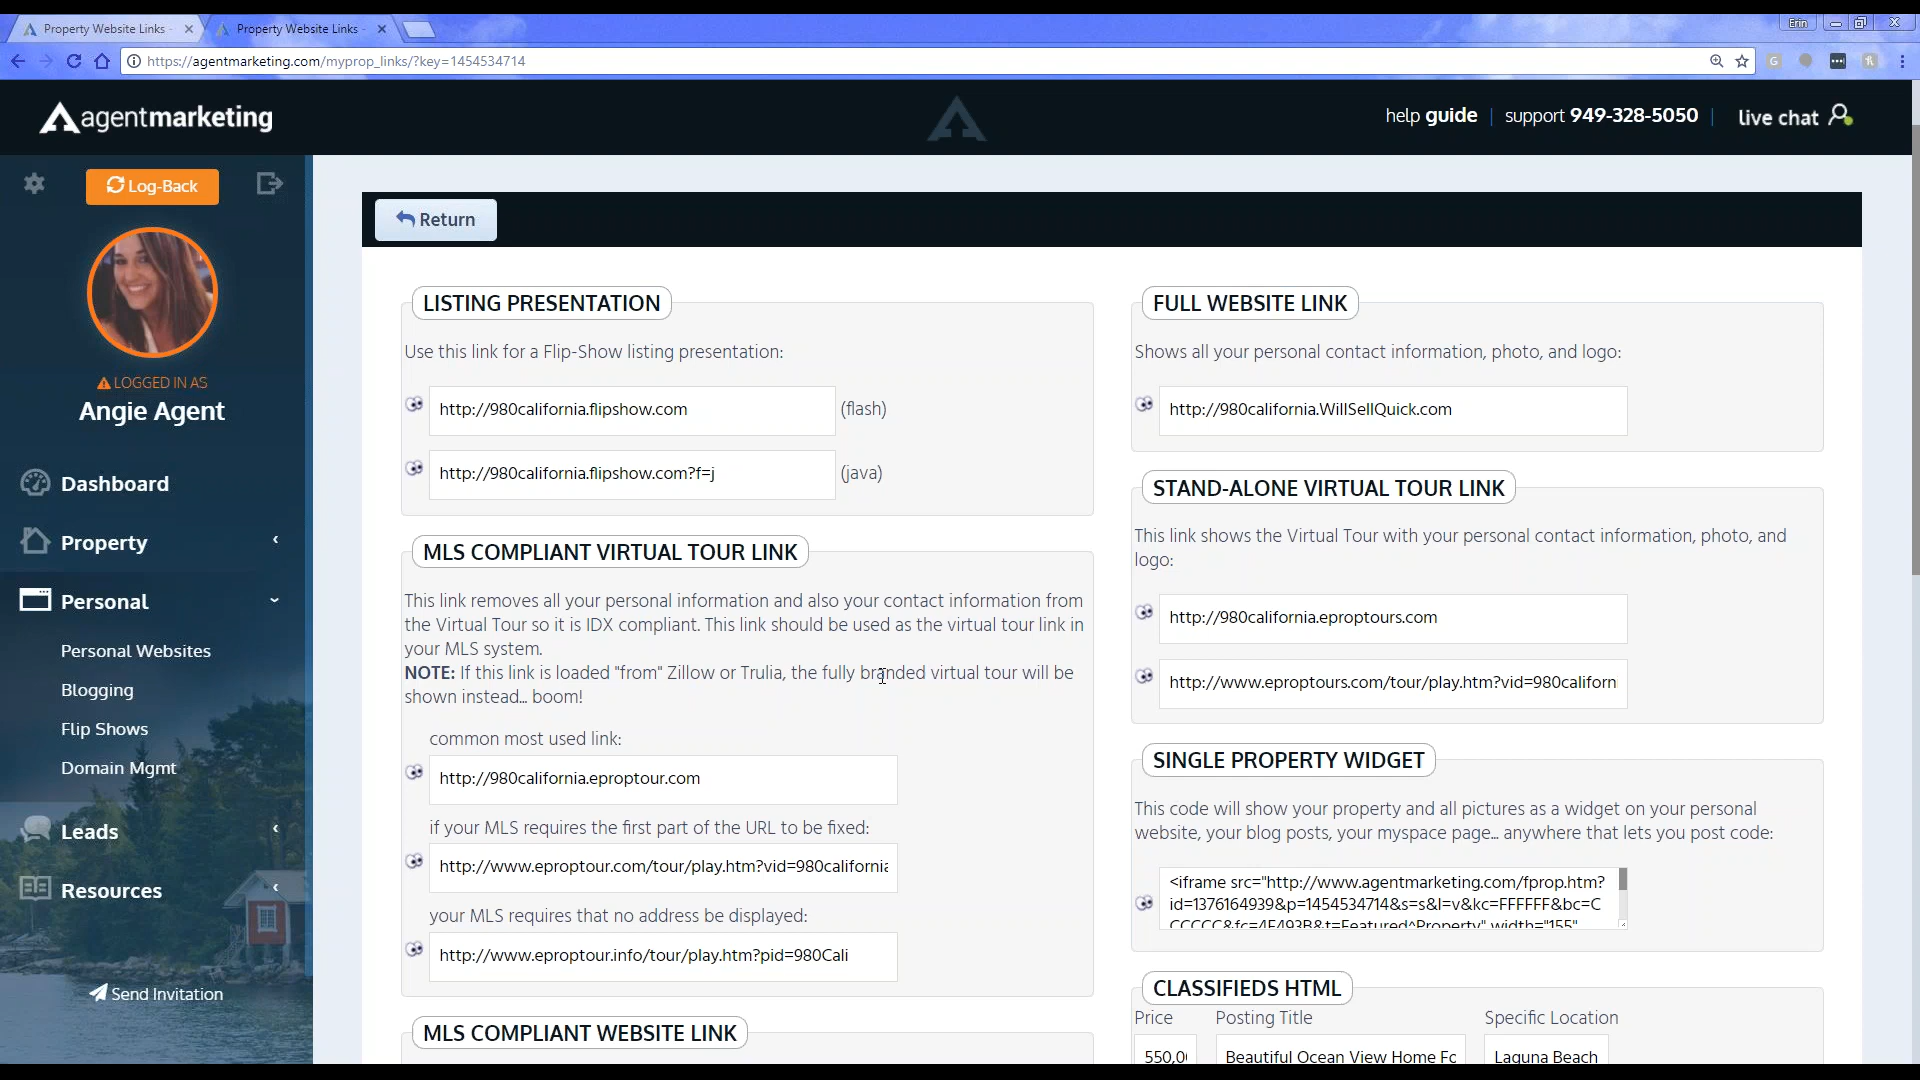 Property Website Links
Property Website Links
Erin
https://agentmarketing.com/myprop_links/?key=1454534714
agentmarketing
help guide
support 949-328-5050
live chat
Log-Back
LOGGED IN AS
Angie Agent
Dashboard
Property
Personal
Personal Websites
Blogging
Flip Shows
Domain Mgmt
Leads
Resources
Send Invitation
Return
LISTING PRESENTATION
Use this link for a Flip-Show listing presentation:
http://980california.flipshow.com (flash)
http://980california.flipshow.com?f=j (java)
MLS COMPLIANT VIRTUAL TOUR LINK
This link removes all your personal information and also your contact information from
the Virtual Tour so it is IDX compliant. This link should be used as the virtual tour link in
your MLS system.
NOTE: If this link is loaded "from" Zillow or Trulia, the fully branded virtual tour will be
shown instead... boom!
common most used link:
http://980california.eproptour.com
if your MLS requires the first part of the URL to be fixed:
http://www.eproptour.com/tour/play.htm?vid=980california
your MLS requires that no address be displayed:
http://www.eproptour.info/tour/play.htm?pid=980Cali
MLS COMPLIANT WEBSITE LINK
FULL WEBSITE LINK
Shows all your personal contact information, photo, and logo:
http://980california.WillSellQuick.com
STAND-ALONE VIRTUAL TOUR LINK
This link shows the Virtual Tour with your personal contact information, photo, and
logo:
http://980california.eproptours.com
http://www.eproptours.com/tour/play.htm?vid=980californ
SINGLE PROPERTY WIDGET
This code will show your property and all pictures as a widget on your personal
website, your blog posts, your myspace page... anywhere that lets you post code:
<iframe src="http://www.agentmarketing.com/fprop.htm?
id=1376164939&p=1454534714&s=s&l=v&kc=FFFFFF&bc=C
CCCCC&fc=4F493B&t=Featured^Property" width="155"
CLASSIFIEDS HTML
Price Posting Title Specific Location
550,0 Beautiful Ocean View Home Fo Laguna Beach